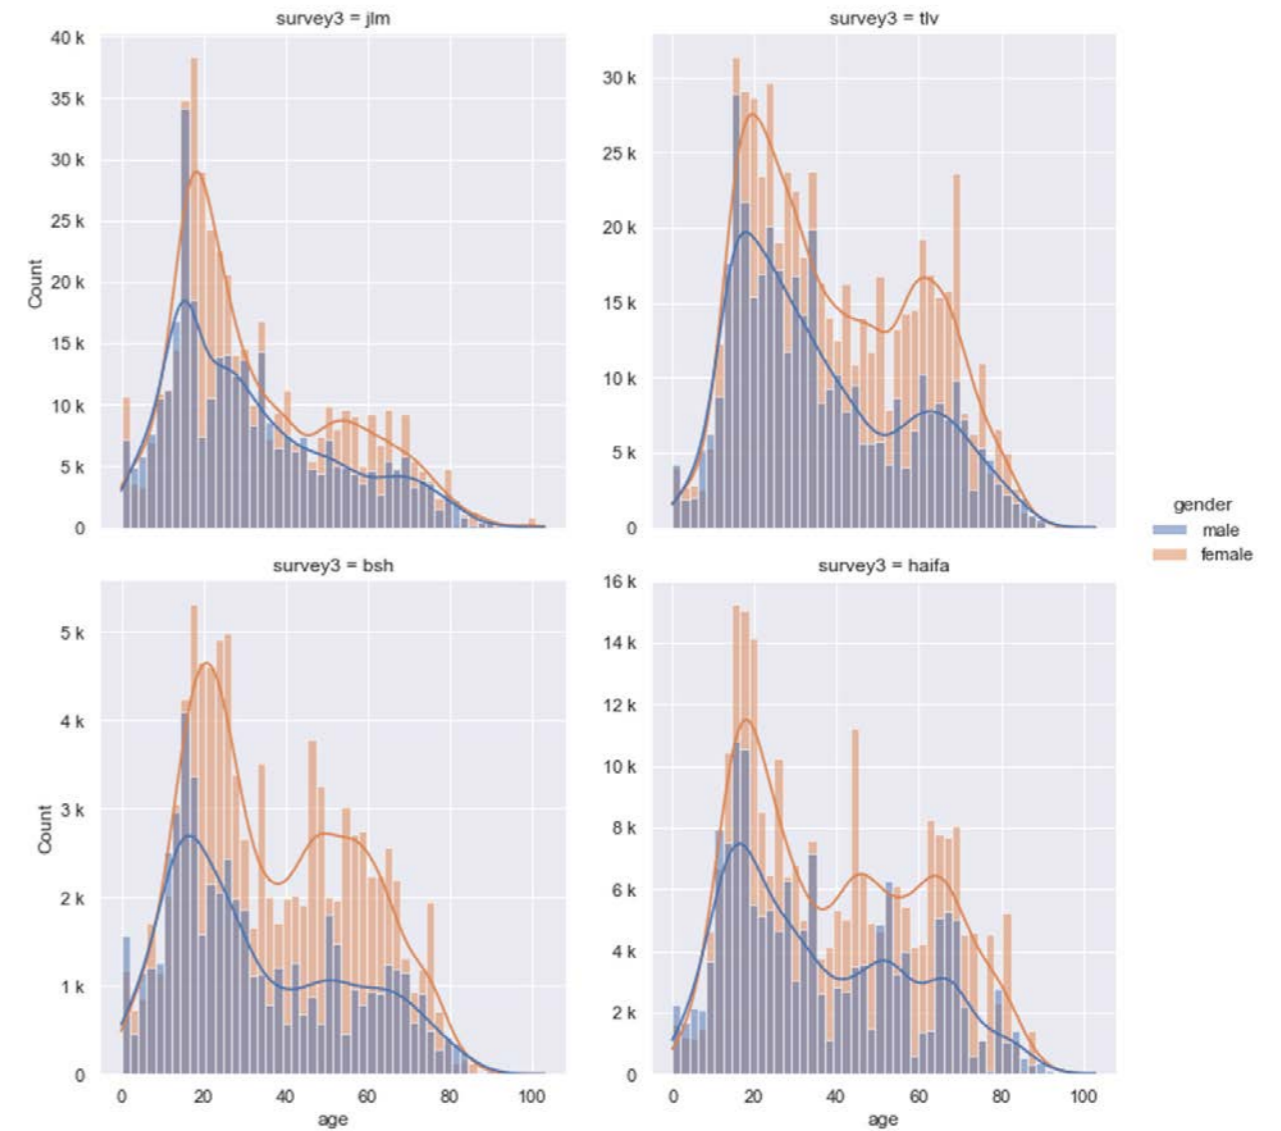 survey3 = jlm
survey3 = tlv
40 k
35 k
30 k
25 k
20 k
15 k
10 k
5 k
0
Count
30 k
25 k
20 k
15 k
10 k
5 k
0
gender
male
female
survey3 = bsh
survey3 = haifa
5 k
4 k
3 k
2 k
1 k
0
Count
0 20 40 60 80 100
age
16 k
14 k
12 k
10 k
8 k
6 k
4 k
2 k
0
0 20 40 60 80 100
age